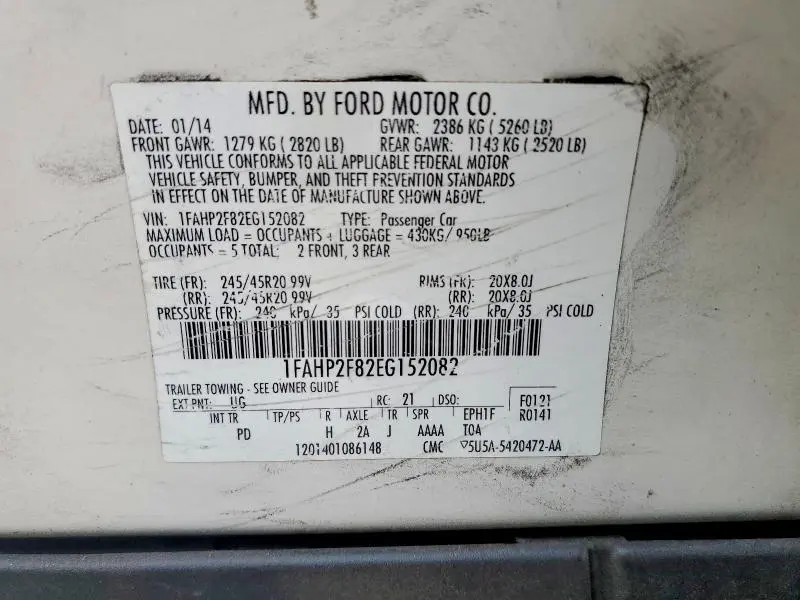 MFD. BY FORD MOTOR CO.
DATE: 01/14 GVWR: 2386 KG ( 5260 LB)
FRONT GAWR: 1279 KG ( 2820 LB) REAR GAWR: 1143 KG ( 2520 LB)
THIS VEHICLE CONFORMS TO ALL APPLICABLE FEDERAL MOTOR
VEHICLE SAFETY, BUMPER, AND THEFT PREVENTION STANDARDS
IN EFFECT ON THE DATE OF MANUFACTURE SHOWN ABOVE.
VIN: 1FAHP2F82EG152082 TYPE: Passenger Car
MAXIMUM LOAD = OCCUPANTS + LUGGAGE = 430KG/ 950LB
OCCUPANTS = 5 TOTAL: 2 FRONT, 3 REAR
TIRE (FR): 245/45R20 99V RIMS (FR): 20X8.0J
(RR): 245/45R20 99V (RR): 20X8.0J
PRESSURE (FR): 240 kPa/ 35 PSI COLD (RR): 240 kPa/ 35 PSI COLD
1FAHP2F82EG152082
TRAILER TOWING - SEE OWNER GUIDE
EXT PNT: UG RC: 21 DSO: F0121
INT TR TP/PS R AXLE TR SPR EPH1F R0141
PD H 2A J AAAA T0A
1201401086148 CMC ▽5U5A-5420472-AA